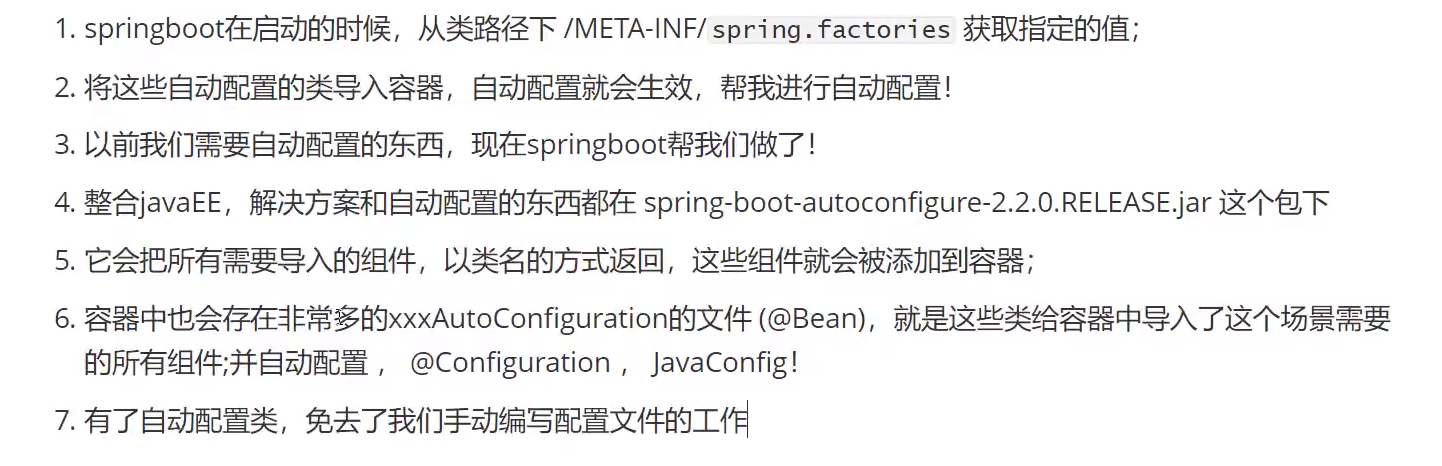 1. springboot在启动的时候，从类路径下 /META-INF/spring.factories 获取指定的值；
2. 将这些自动配置的类导入容器，自动配置就会生效，帮我进行自动配置！
3. 以前我们需要自动配置的东西，现在springboot帮我们做了！
4. 整合javaEE，解决方案和自动配置的东西都在 spring-boot-autoconfigure-2.2.0.RELEASE.jar 这个包下
5. 它会把所有需要导入的组件，以类名的方式返回，这些组件就会被添加到容器；
6. 容器中也会存在非常多的xxxAutoConfiguration的文件 (@Bean)，就是这些类给容器中导入了这个场景需要
的所有组件;并自动配置 ， @Configuration ， JavaConfig！
7. 有了自动配置类，免去了我们手动编写配置文件的工作